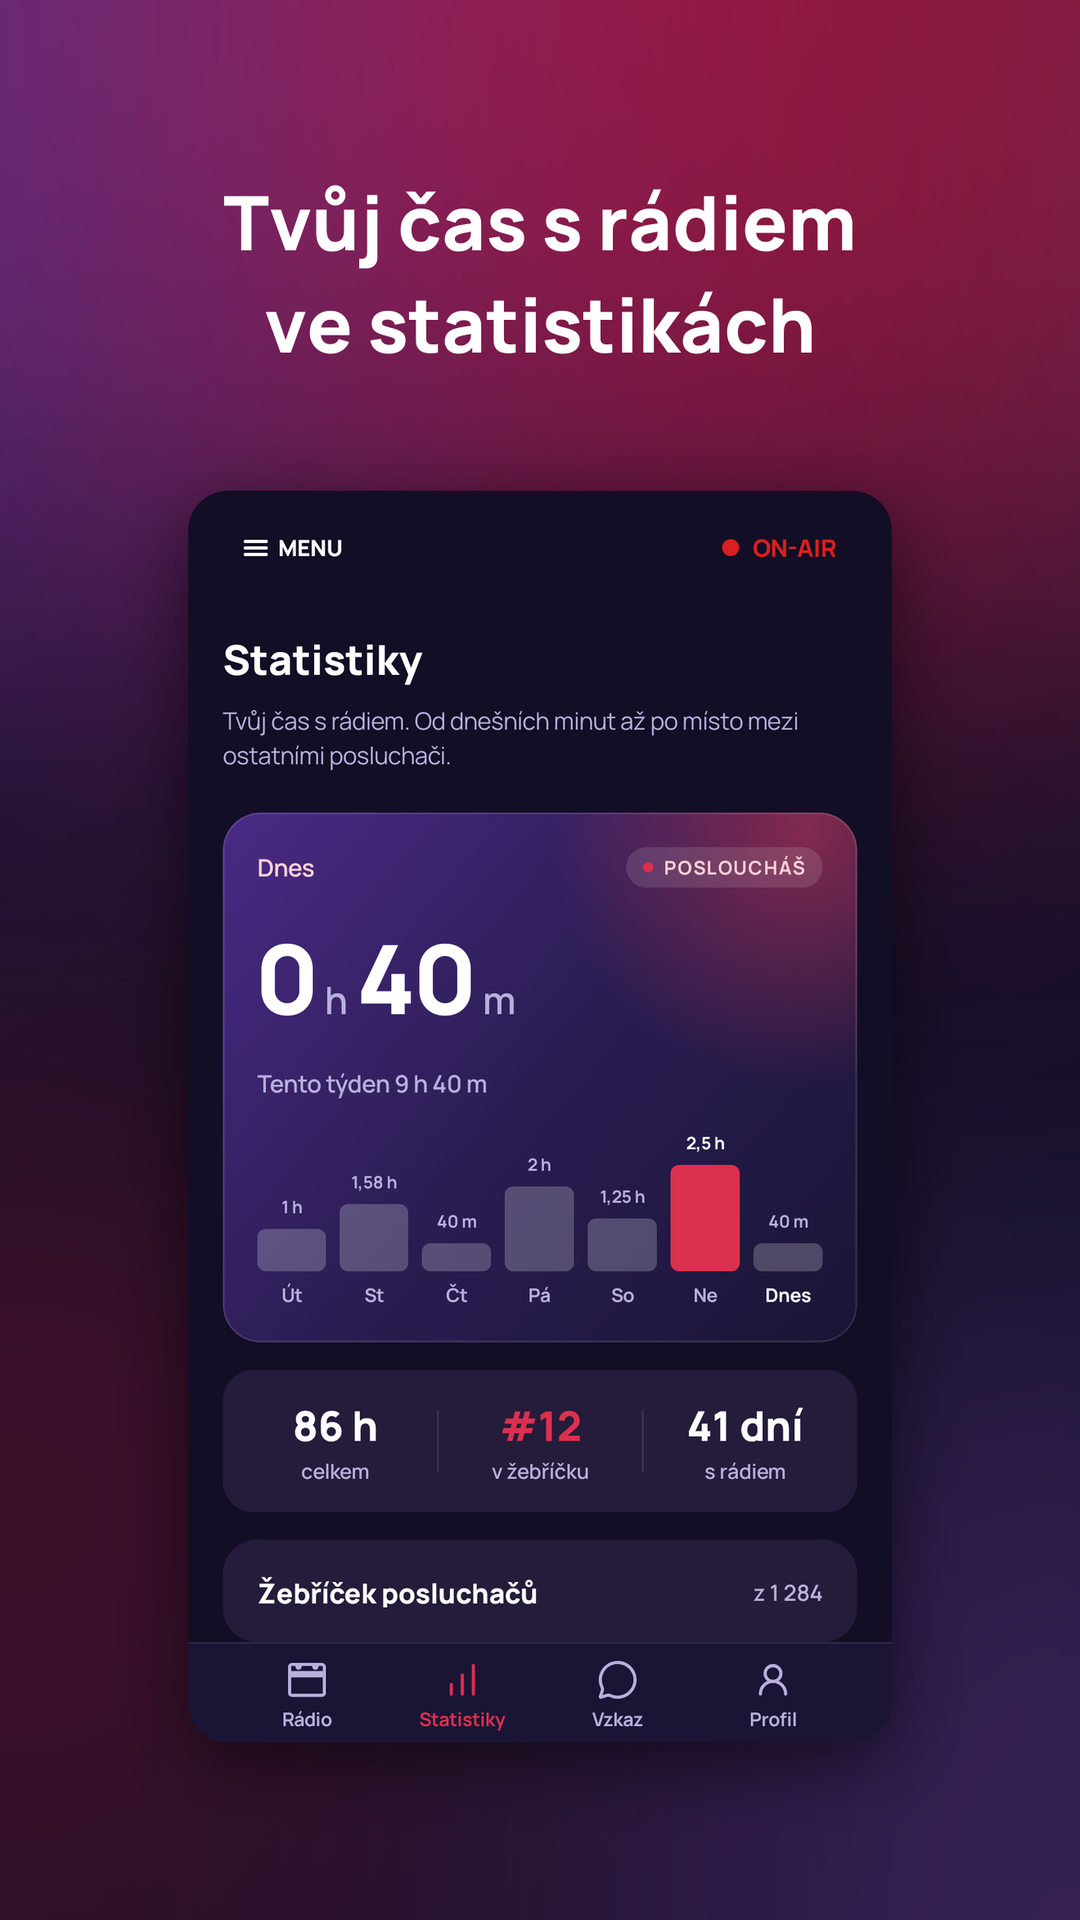 Tvůj čas s rádiem
ve statistikách
MENU
ON-AIR
Statistiky
Tvůj čas s rádiem. Od dnešních minut až po místo mezi
ostatními posluchači.
Dnes
POSLOUCHÁŠ
0 h 40 m
Tento týden 9 h 40 m
1 h
1,58 h
40 m
2 h
1,25 h
2,5 h
40 m
Út
St
Čt
Pá
So
Ne
Dnes
86 h
celkem
#12
v žebříčku
41 dní
s rádiem
Žebříček posluchačů
z 1 284
Rádio
Statistiky
Vzkaz
Profil